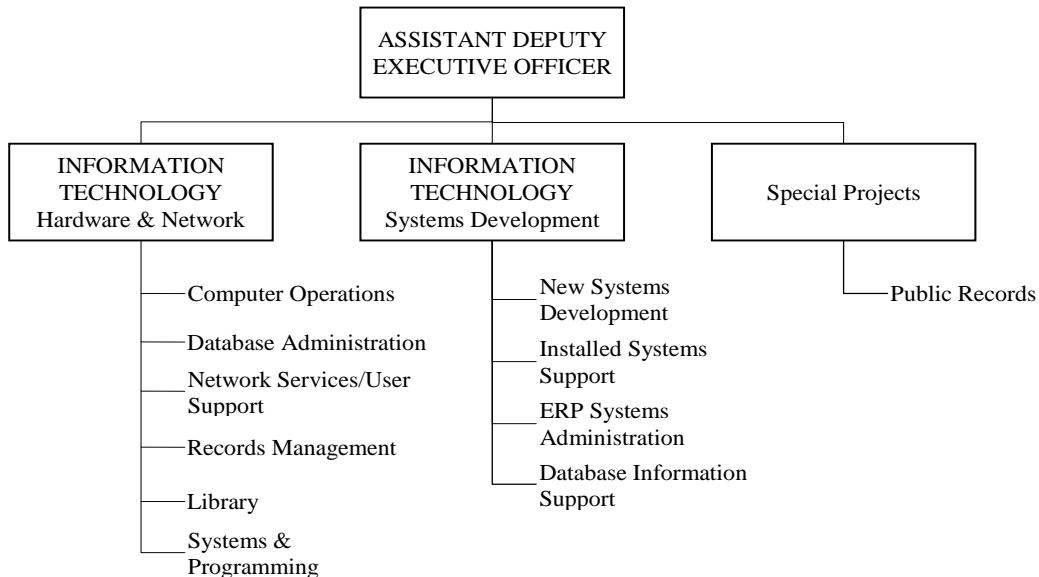 ASSISTANT DEPUTY
EXECUTIVE OFFICER
INFORMATION
TECHNOLOGY
Hardware & Network
INFORMATION
TECHNOLOGY
Systems Development
Special Projects
Computer Operations
Database Administration
Network Services/User
Support
Records Management
Library
Systems &
Programming
New Systems
Development
Installed Systems
Support
ERP Systems
Administration
Database Information
Support
Public Records